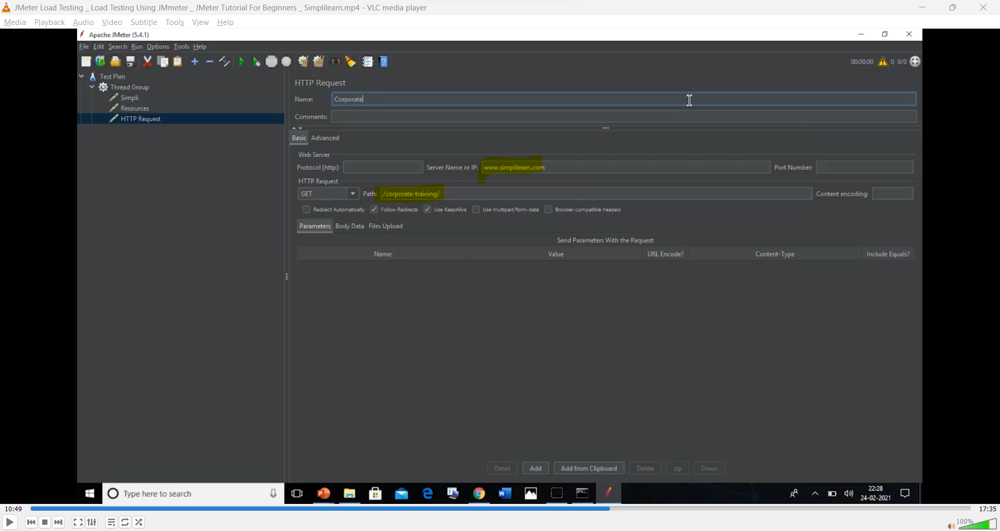 JMeter Load Testing _ Load Testing Using JMmeter _ JMeter Tutorial For Beginners _ Simplilearn.mp4 - VLC media player
Media Playback Audio Video Subtitle Tools View Help
Apache JMeter (5.4.1)
File Edit Search Run Options Tools Help
00:00:00 0 0/0
Test Plan
Thread Group
Simpli
Resources
HTTP Request
HTTP Request
Name: Corporate
Comments:
Basic Advanced
Web Server
Protocol [http]: Server Name or IP: www.simplilearn.com Port Number:
HTTP Request
GET Path: /corporate-training/ Content encoding:
Redirect Automatically Follow Redirects Use KeepAlive Use multipart/form-data Browser-compatible headers
Parameters Body Data Files Upload
Send Parameters With the Request:
Name: Value URL Encode? Content-Type Include Equals?
Detail Add Add from Clipboard Delete Up Down
Type here to search
22:28
24-02-2021
10:49 17:35
100%